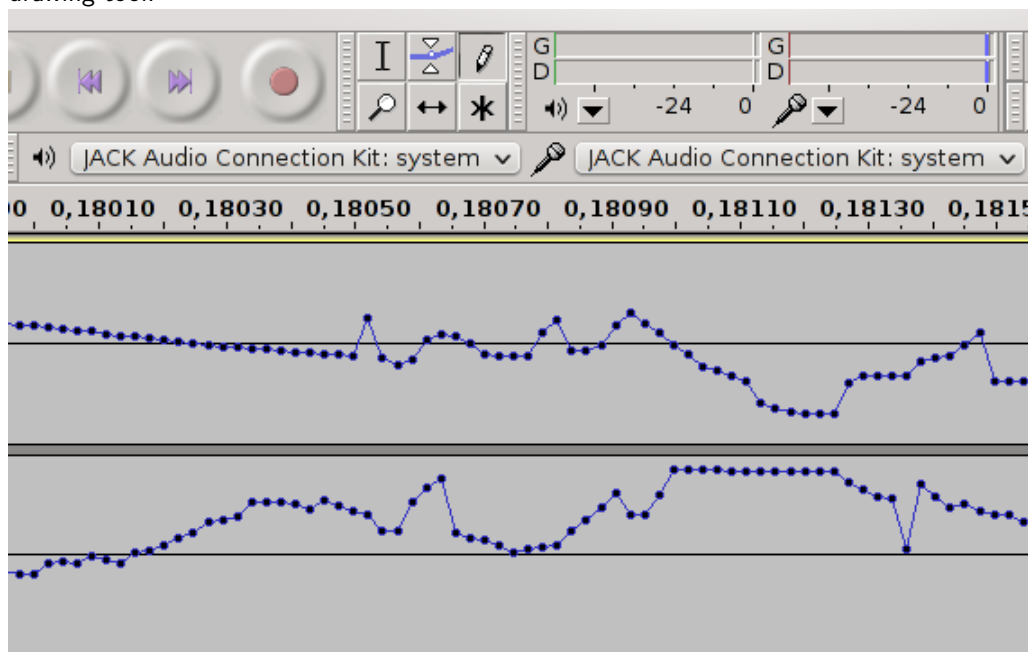 drawing tool.
G G
D D
-24 0 -24 0
JACK Audio Connection Kit: system JACK Audio Connection Kit: system
0,18010 0,18030 0,18050 0,18070 0,18090 0,18110 0,18130